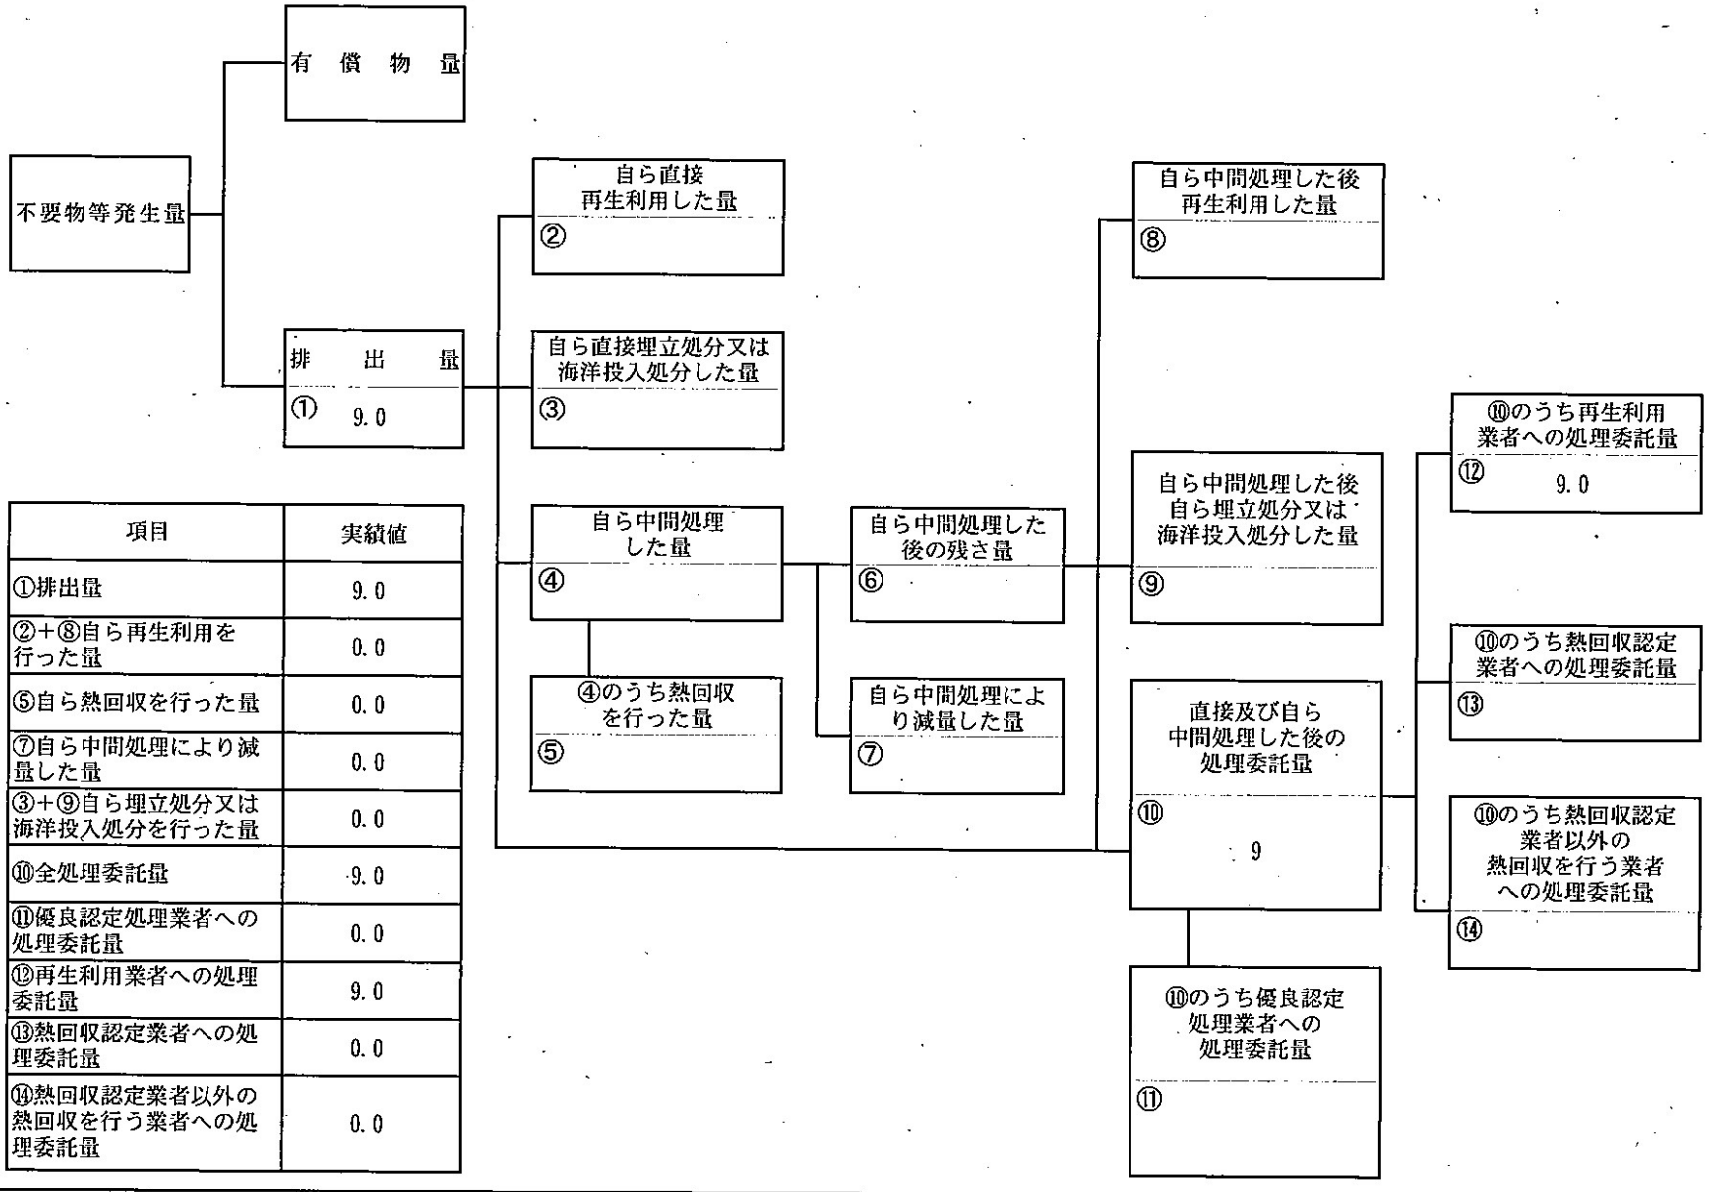 有償物量
不要物等発生量
排出量
① 9.0
自ら直接
再生利用した量
②
自ら直接埋立処分又は
海洋投入処分した量
③
自ら中間処理
した量
④
④のうち熱回収
を行った量
⑤
自ら中間処理した
後の残さ量
⑥
自ら中間処理によ
り減量した量
⑦
自ら中間処理した後
再生利用した量
⑧
自ら中間処理した後
自ら埋立処分又は
海洋投入処分した量
⑨
直接及び自ら
中間処理した後の
処理委託量
⑩
9
⑩のうち優良認定
処理業者への
処理委託量
⑪
⑩のうち再生利用
業者への処理委託量
⑫ 9.0
⑩のうち熱回収認定
業者への処理委託量
⑬
⑩のうち熱回収認定
業者以外の
熱回収を行う業者
への処理委託量
⑭
項目 実績値
①排出量 9.0
②+⑧自ら再生利用を
行った量 0.0
⑤自ら熱回収を行った量 0.0
⑦自ら中間処理により減
量した量 0.0
③+⑨自ら埋立処分又は
海洋投入処分を行った量 0.0
⑩全処理委託量 9.0
⑪優良認定処理業者への
処理委託量 0.0
⑫再生利用業者への処理
委託量 9.0
⑬熱回収認定業者への処
理委託量 0.0
⑭熱回収認定業者以外の
熱回収を行う業者への処
理委託量 0.0